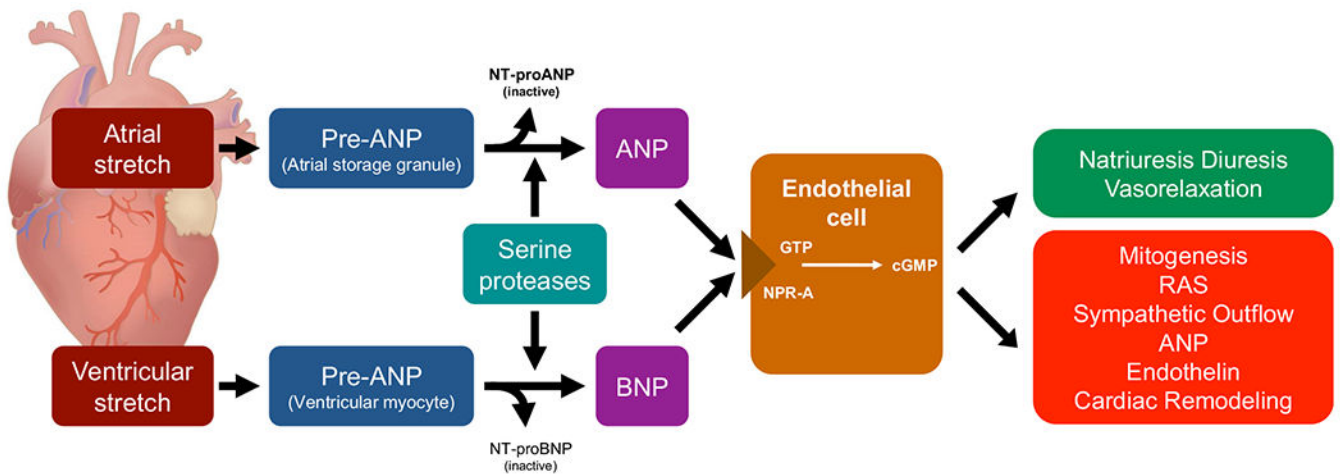 Atrial
stretch
Pre-ANP
(Atrial storage granule)
NT-proANP
(inactive)
ANP
Serine
proteases
Ventricular
stretch
Pre-ANP
(Ventricular myocyte)
NT-proBNP
(inactive)
BNP
Endothelial
cell
GTP
cGMP
NPR-A
Natriuresis Diuresis
Vasorelaxation
Mitogenesis
RAS
Sympathetic Outflow
ANP
Endothelin
Cardiac Remodeling